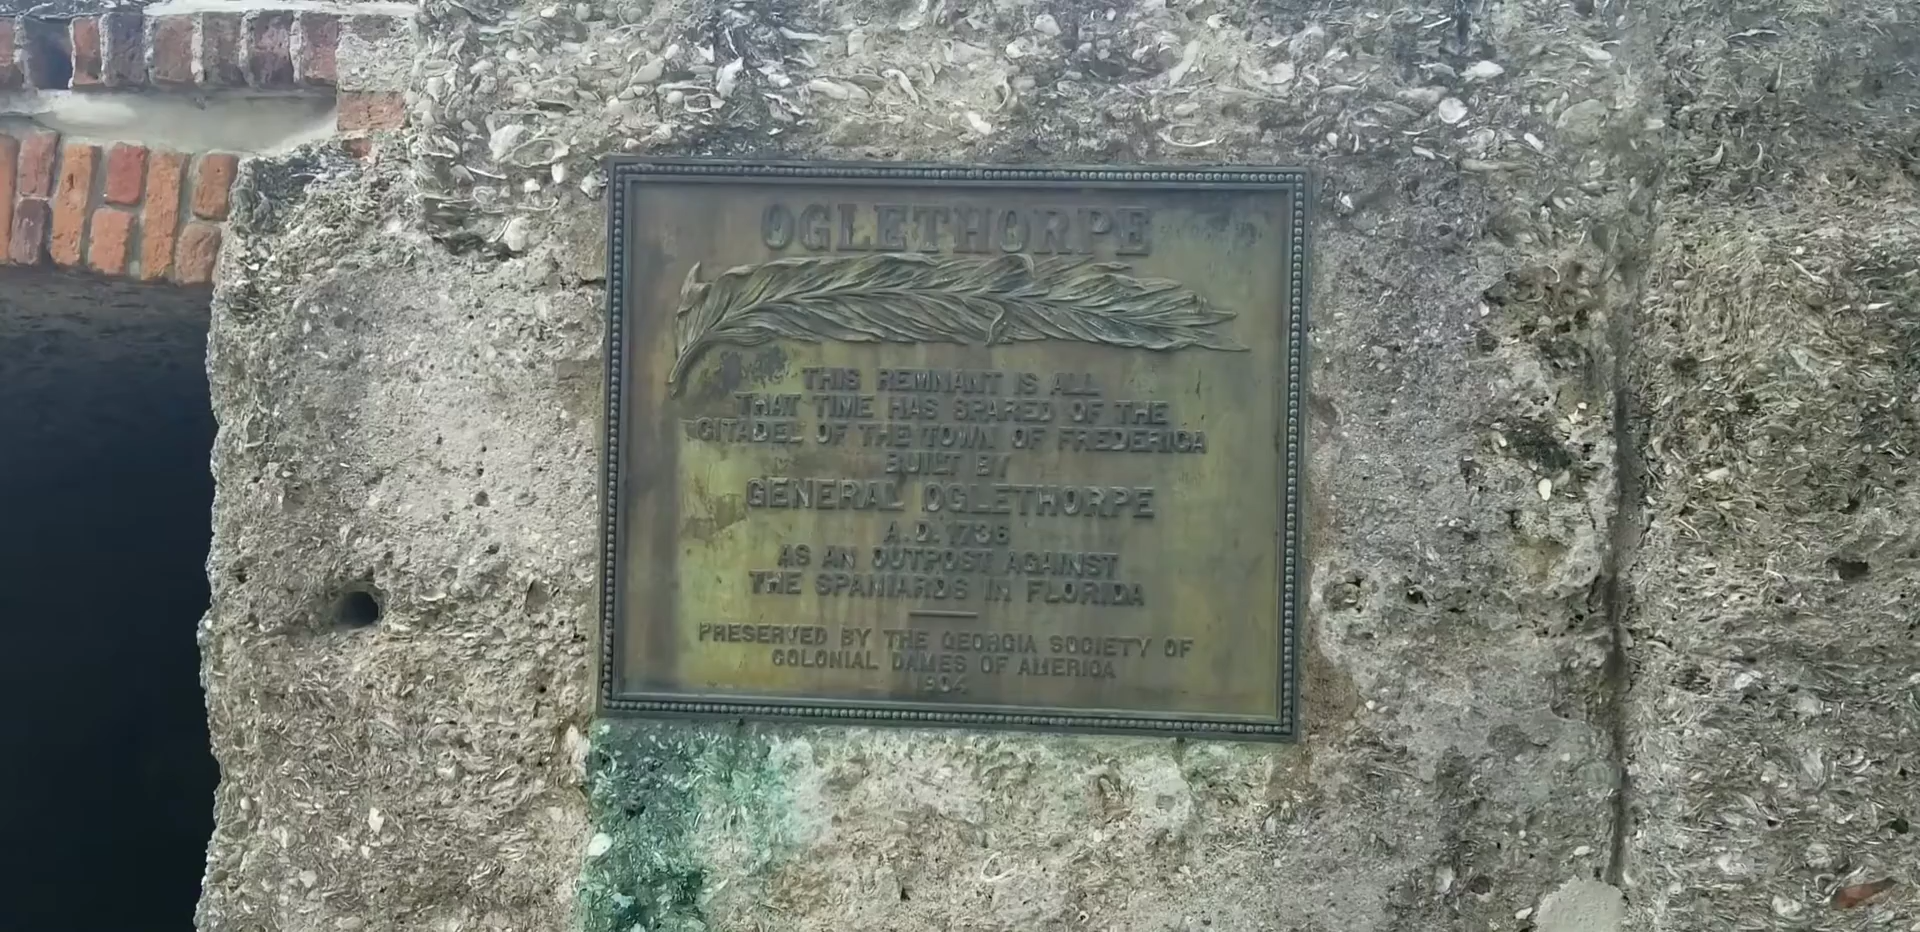 OGLETHORPE
THIS REMNANT IS ALL
THAT TIME HAS SPARED OF THE
CITADEL OF THE TOWN OF FREDERICA
BUILT BY
GENERAL OGLETHORPE
A.D. 1736
AS AN OUTPOST AGAINST
THE SPANIARDS IN FLORIDA
PRESERVED BY THE GEORGIA SOCIETY OF
COLONIAL DAMES OF AMERICA
1904